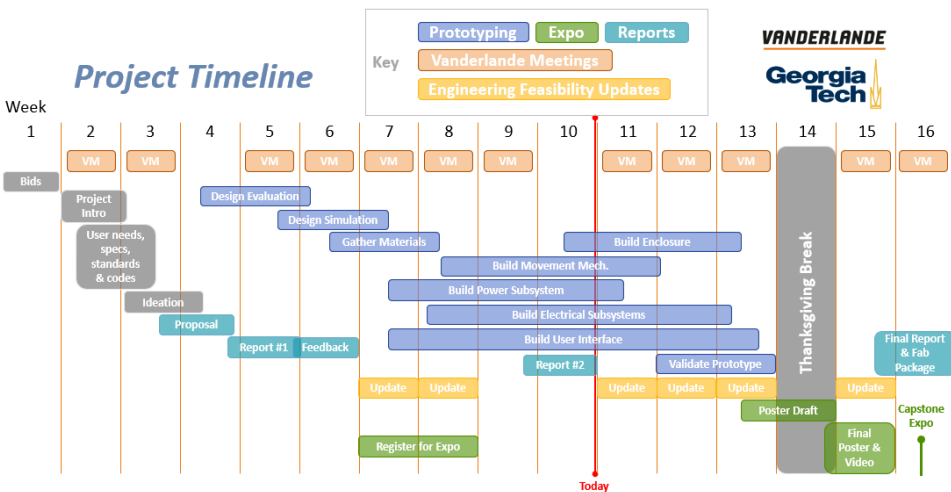 Project Timeline
Key
Prototyping
Expo
Reports
Vanderlande Meetings
Engineering Feasibility Updates
VANDERLANDE
Georgia
Tech
Week
1 2 3 4 5 6 7 8 9 10 11 12 13 14 15 16
VM VM VM VM VM VM VM VM VM VM VM VM
Bids
Project
Intro
Design Evaluation
Design Simulation
User needs,
specs,
standards
& codes
Gather Materials
Build Enclosure
Build Movement Mech.
Build Power Subsystem
Ideation
Build Electrical Subsystems
Proposal
Build User Interface
Report #1
Feedback
Report #2
Validate Prototype
Thanksgiving Break
Final Report
& Fab
Package
Update Update Update Update Update Update
Poster Draft
Capstone
Expo
Register for Expo
Final
Poster &
Video
Today